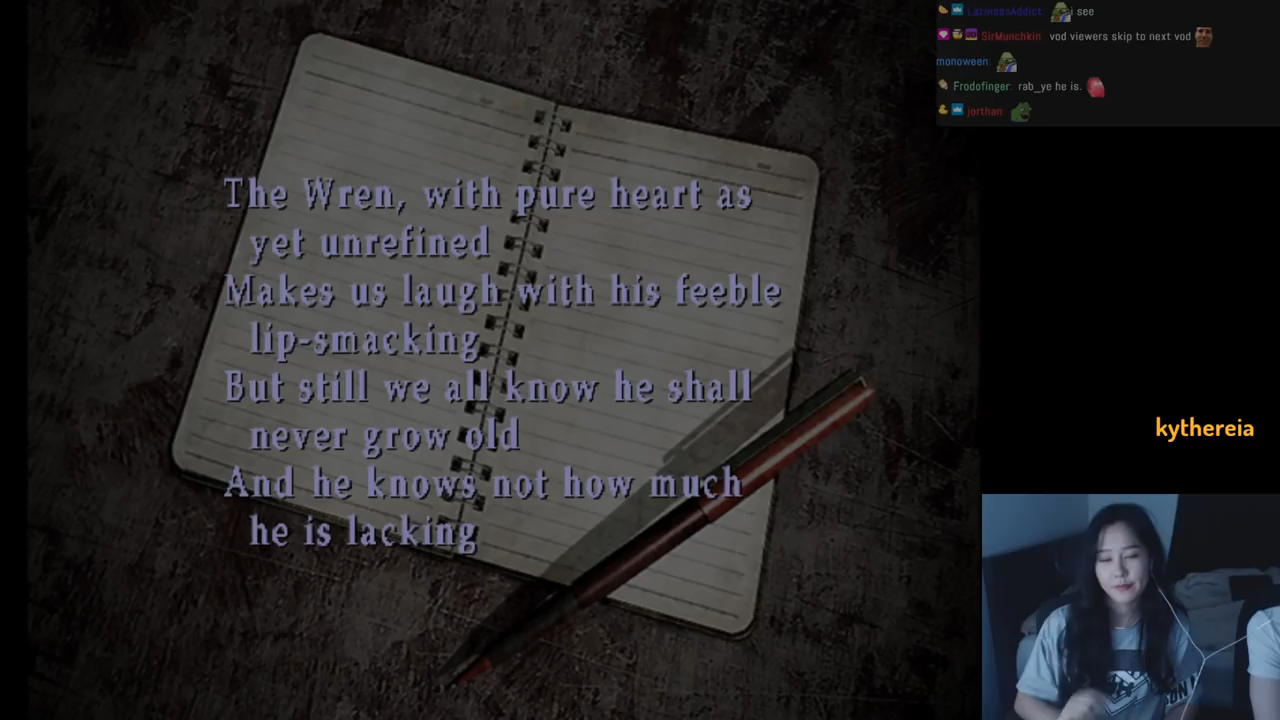 LazinessAddict: i see
SirMunchkin vod viewers skip to next vod
monoween:
Frodofinger: rab_ye he is.
jorthan:
The Wren, with pure heart as
yet unrefined
Makes us laugh with his feeble
lip-smacking
But still we all know he shall
never grow old
And he knows not how much
he is lacking
kythereia